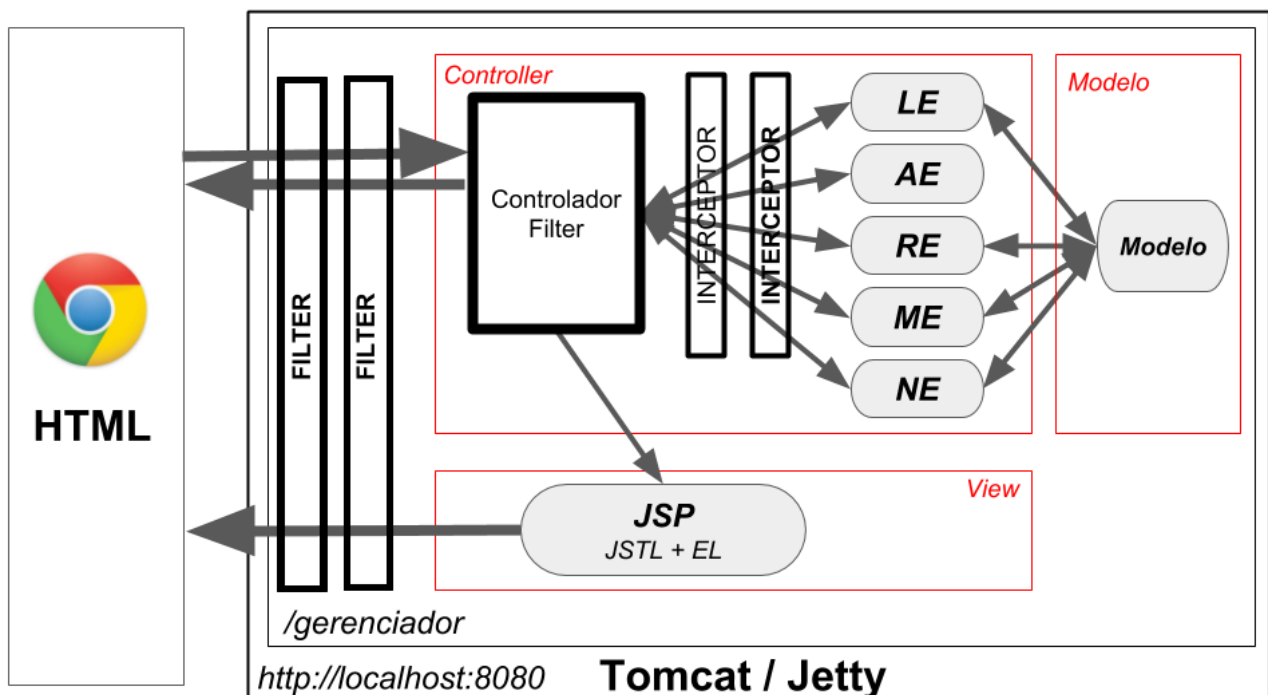 HTML
FILTER
FILTER
Controller
Controlador
Filter
INTERCEPTOR
INTERCEPTOR
LE
AE
RE
ME
NE
Modelo
Modelo
View
JSP
JSTL + EL
/gerenciador
http://localhost:8080
Tomcat / Jetty